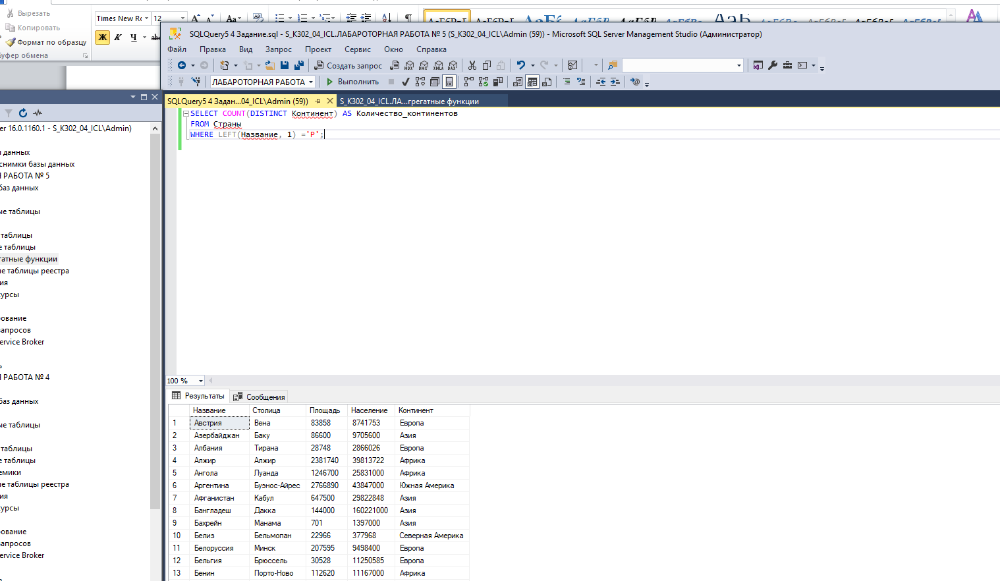 Вырезать
Копировать
Формат по образцу
буфер обмена
Times New Ro 12
Ж К Ч abc
SQLQuery5 4 Задание.sql - S_K302_04_ICL.ЛАБАРОТОРНАЯ РАБОТА № 5 (S_K302_04_ICL\Admin (59)) - Microsoft SQL Server Management Studio (Администратор)
Файл Правка Вид Запрос Проект Сервис Окно Справка
Создать запрос
ЛАБАРОТОРНАЯ РАБОТА Выполнить
SQLQuery5 4 Задан...04_ICL\Admin (59)) S_K302_04_ICL.ЛА...грегатные функции
SELECT COUNT(DISTINCT Континент) AS Количество_континентов
FROM Страны
WHERE LEFT(Название, 1) ='Р';
er 16.0.1160.1 - S_K302_04_ICL\Admin)
данных
снимки базы данных
РАБОТА № 5
баз данных
ые таблицы
таблицы
е таблицы
гатные функции
ые таблицы реестра
ия
урсы
ование
запросов
ervice Broker
РАБОТА № 4
баз данных
ые таблицы
таблицы
е таблицы
емики
ые таблицы реестра
ия
урсы
ование
запросов
ervice Broker
100 %
Результаты Сообщения
Название Столица Площадь Население Континент
1 Австрия Вена 83858 8741753 Европа
2 Азербайджан Баку 86600 9705600 Азия
3 Албания Тирана 28748 2866026 Европа
4 Алжир Алжир 2381740 39813722 Африка
5 Ангола Луанда 1246700 25831000 Африка
6 Аргентина Буэнос-Айрес 2766890 43847000 Южная Америка
7 Афганистан Кабул 647500 29822848 Азия
8 Бангладеш Дакка 144000 160221000 Азия
9 Бахрейн Манама 701 1397000 Азия
10 Белиз Бельмопан 22966 377968 Северная Америка
11 Белоруссия Минск 207595 9498400 Европа
12 Бельгия Брюссель 30528 11250585 Европа
13 Бенин Порто-Ново 112620 11167000 Африка